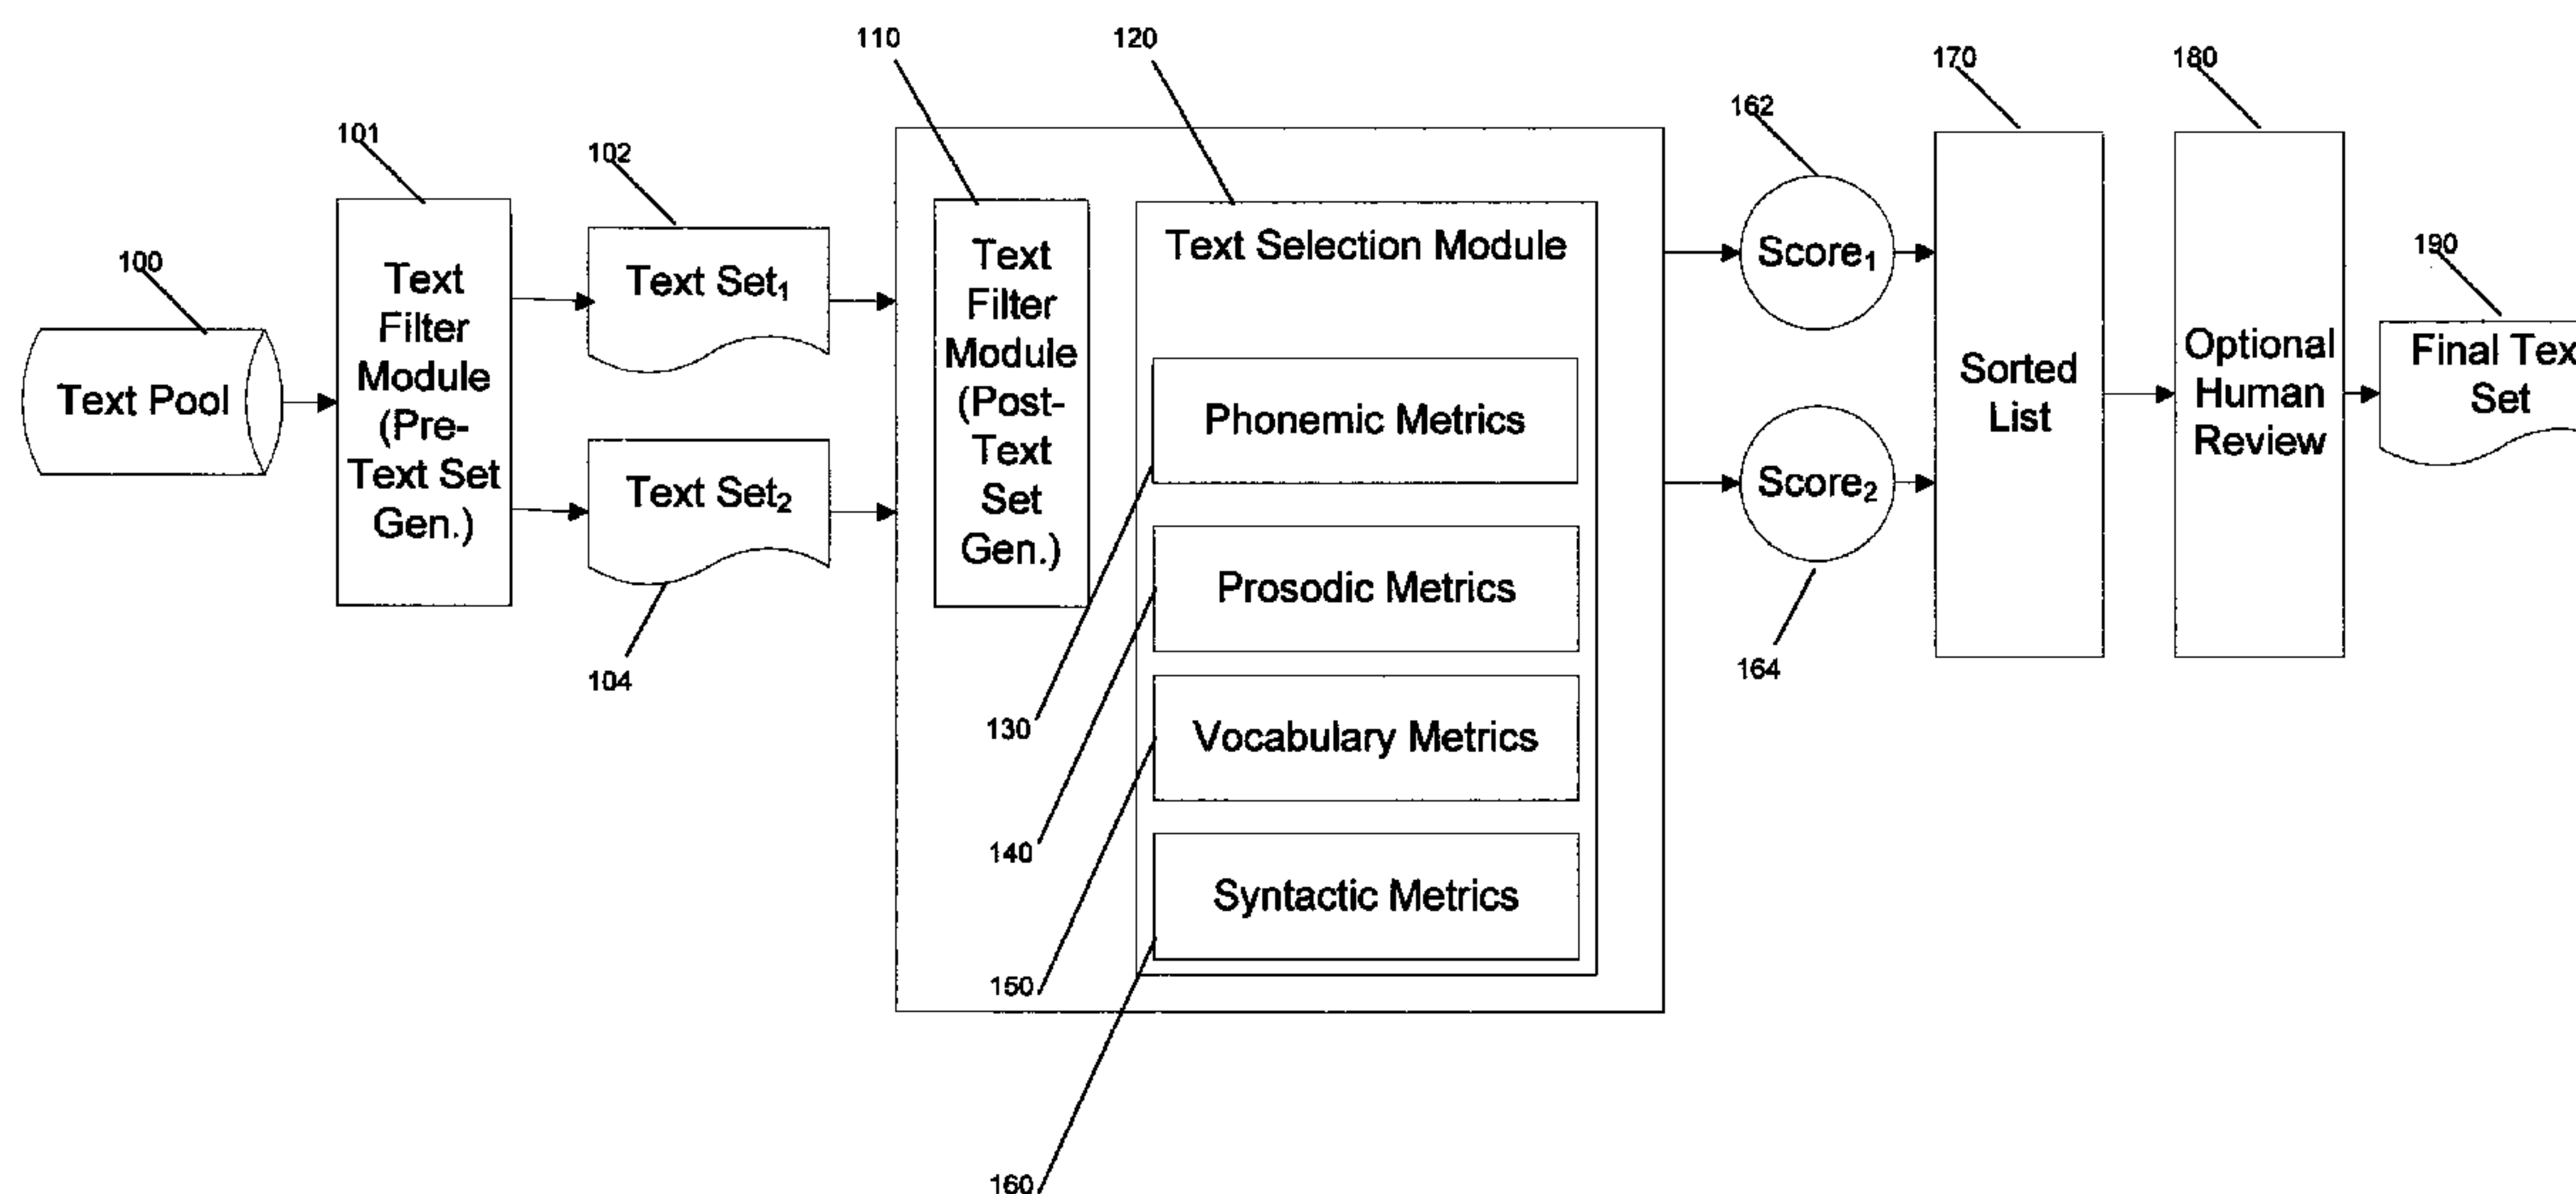 110
120
170
180
162
101
102
190
100
Text Pool
Text
Filter
Module
(Pre-
Text Set
Gen.)
Text Set₁
Text Set₂
104
Text
Filter
Module
(Post-
Text
Set
Gen.)
Text Selection Module
Phonemic Metrics
Prosodic Metrics
Vocabulary Metrics
Syntactic Metrics
130
140
150
160
Score₁
Score₂
164
Sorted
List
Optional
Human
Review
Final Tex
Set